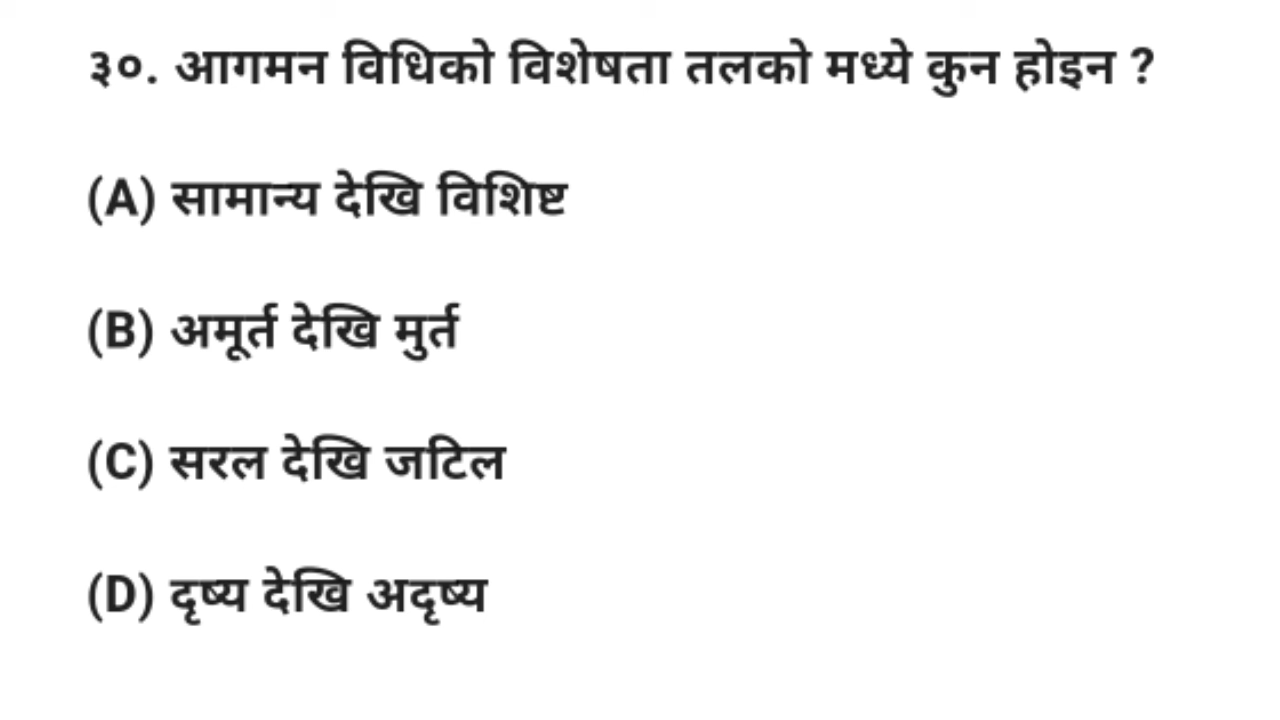 ३०. आगमन विधिको विशेषता तलको मध्ये कुन होइन ?
(A) सामान्य देखि विशिष्ट
(B) अमूर्त देखि मुर्त
(C) सरल देखि जटिल
(D) दृष्य देखि अदृष्य